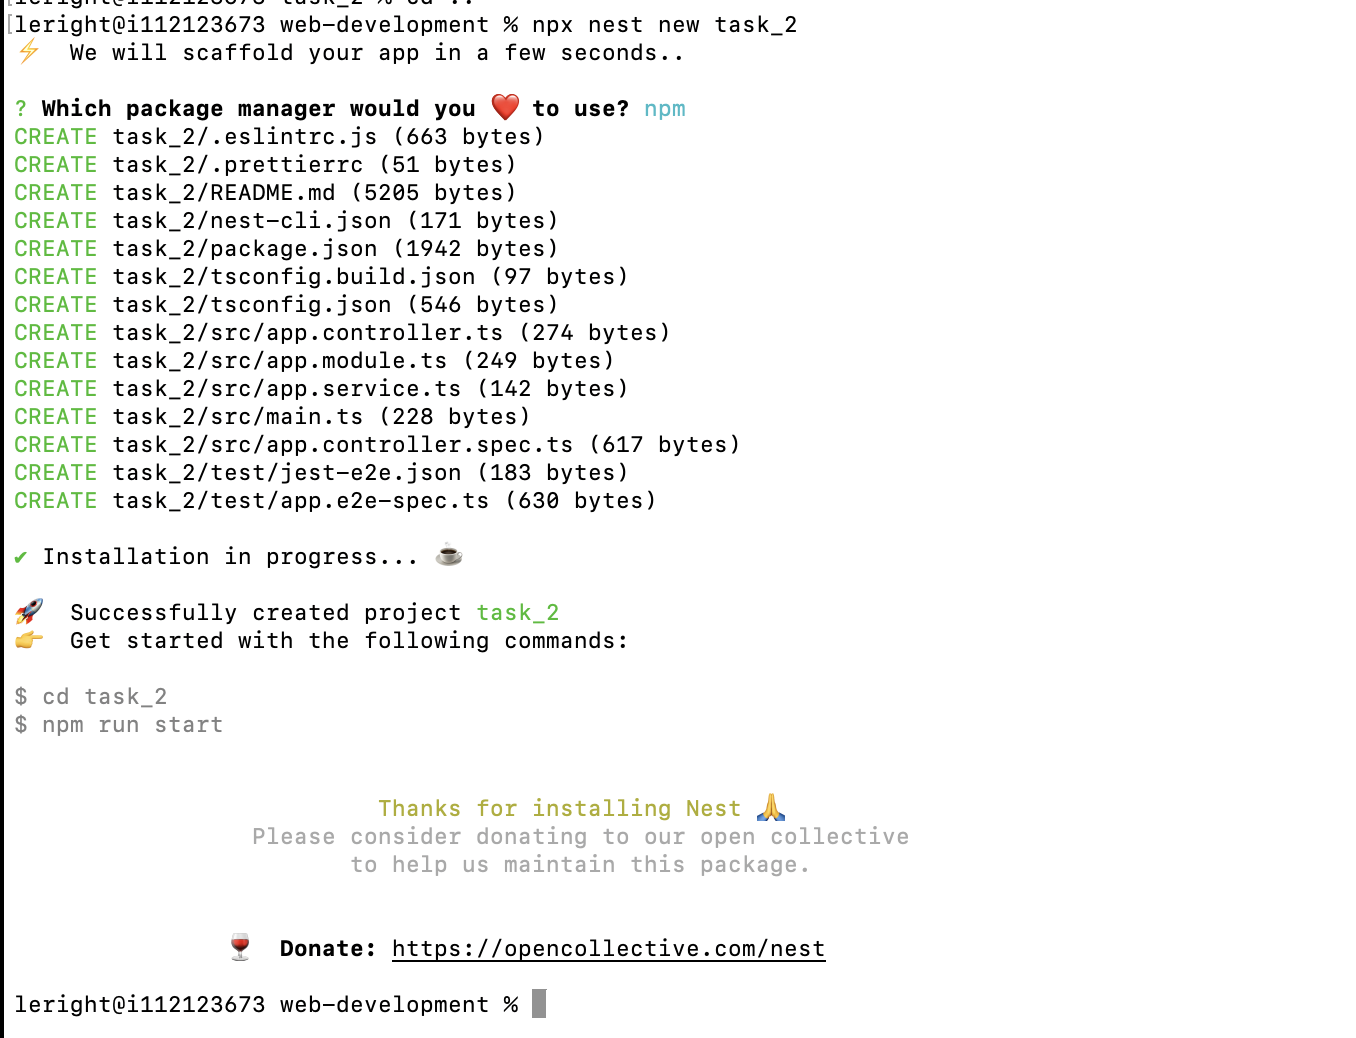 leright@i112123673 task_2 % cd ..
[leright@i112123673 web-development % npx nest new task_2
⚡ We will scaffold your app in a few seconds..
? Which package manager would you ❤️ to use? npm
CREATE task_2/.eslintrc.js (663 bytes)
CREATE task_2/.prettierrc (51 bytes)
CREATE task_2/README.md (5205 bytes)
CREATE task_2/nest-cli.json (171 bytes)
CREATE task_2/package.json (1942 bytes)
CREATE task_2/tsconfig.build.json (97 bytes)
CREATE task_2/tsconfig.json (546 bytes)
CREATE task_2/src/app.controller.ts (274 bytes)
CREATE task_2/src/app.module.ts (249 bytes)
CREATE task_2/src/app.service.ts (142 bytes)
CREATE task_2/src/main.ts (228 bytes)
CREATE task_2/src/app.controller.spec.ts (617 bytes)
CREATE task_2/test/jest-e2e.json (183 bytes)
CREATE task_2/test/app.e2e-spec.ts (630 bytes)
✔ Installation in progress... ☕
🚀 Successfully created project task_2
👉 Get started with the following commands:
$ cd task_2
$ npm run start
Thanks for installing Nest 🙏
Please consider donating to our open collective
to help us maintain this package.
🍷 Donate: https://opencollective.com/nest
leright@i112123673 web-development %